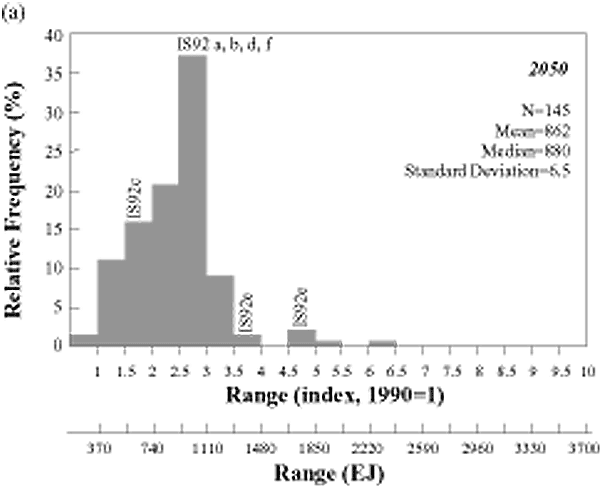 (a)
Relative Frequency (%)
40
35
30
25
20
15
10
5
0
IS92 a, b, d, f
IS92c
IS92e
IS92e
2050
N=145
Mean=862
Median=880
Standard Deviation=6.5
1 1.5 2 2.5 3 3.5 4 4.5 5 5.5 6 6.5 7 7.5 8 8.5 9 9.5 10
Range (index, 1990=1)
370 740 1110 1480 1850 2220 2590 2960 3330 3700
Range (EJ)